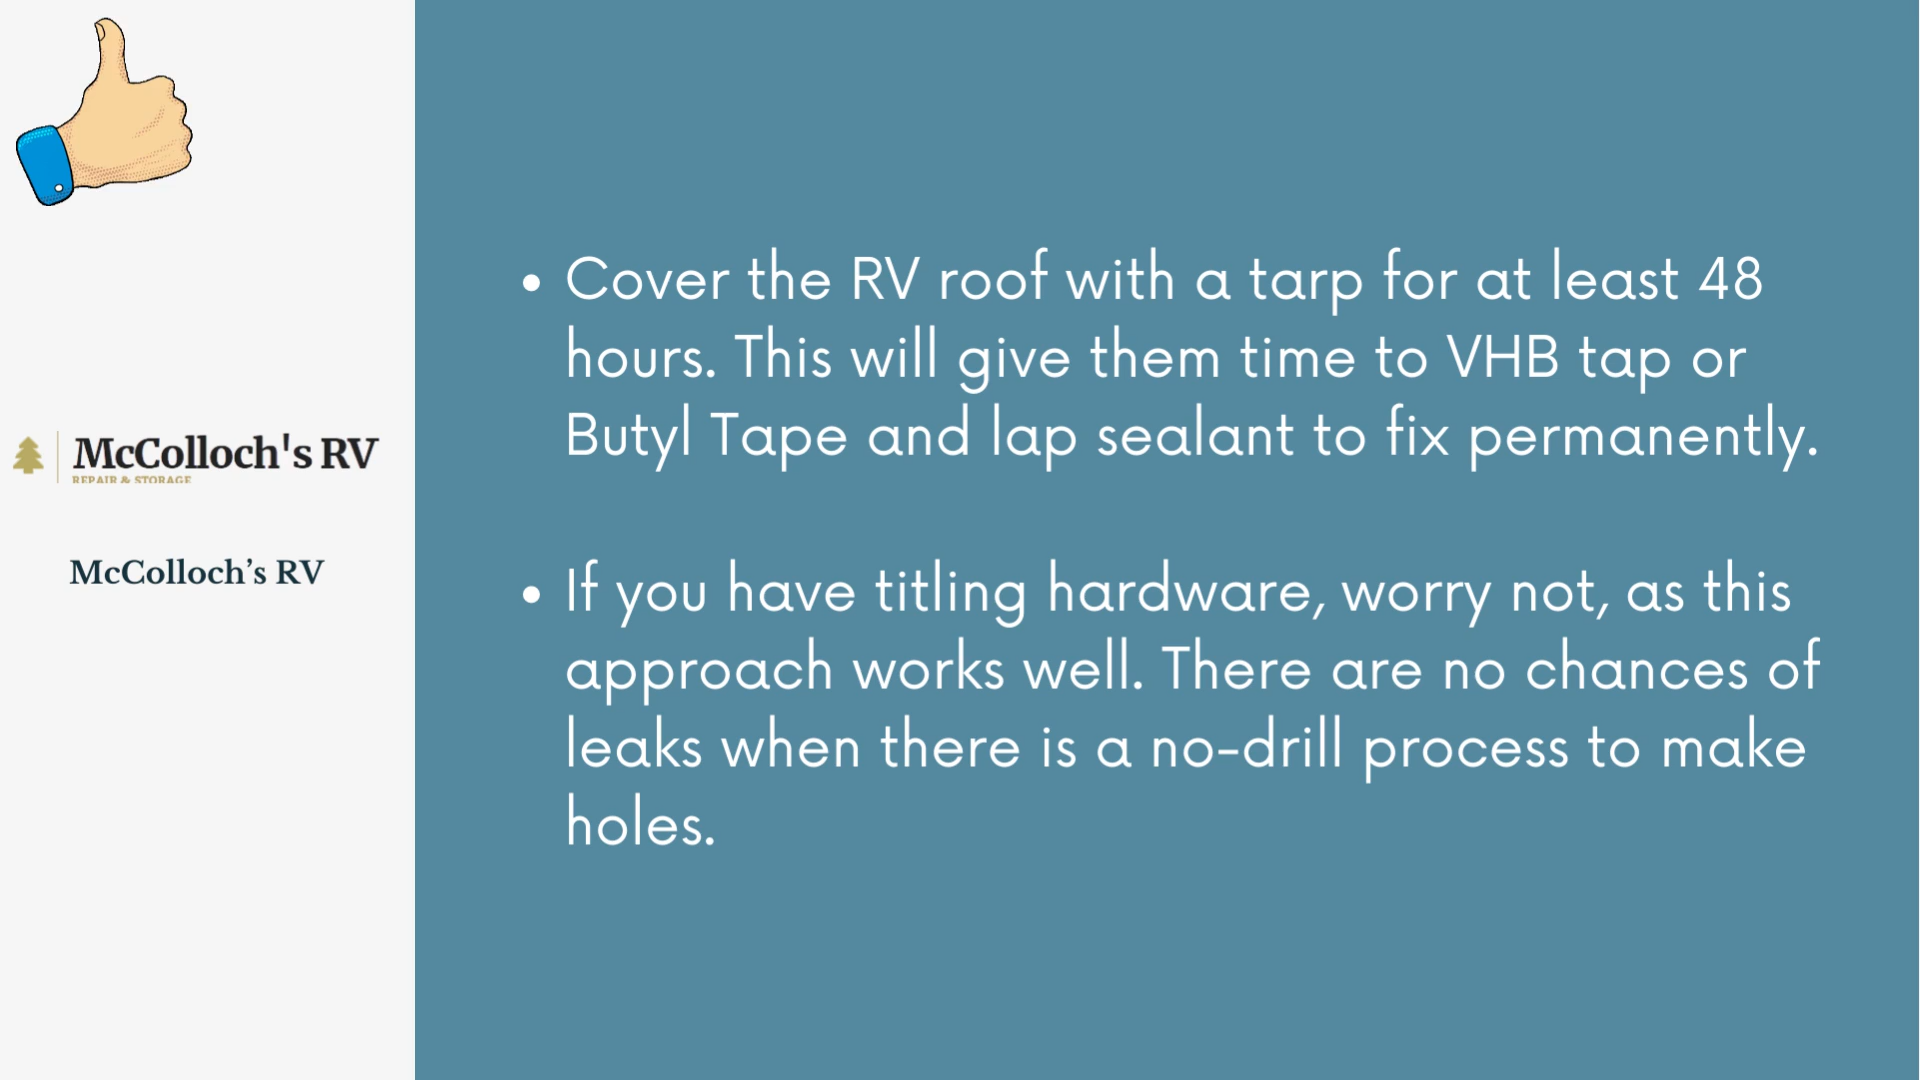 McColloch's RV
REPAIR & STORAGE
McColloch’s RV
• Cover the RV roof with a tarp for at least 48
hours. This will give them time to VHB tap or
Butyl Tape and lap sealant to fix permanently.
• If you have titling hardware, worry not, as this
approach works well. There are no chances of
leaks when there is a no-drill process to make
holes.